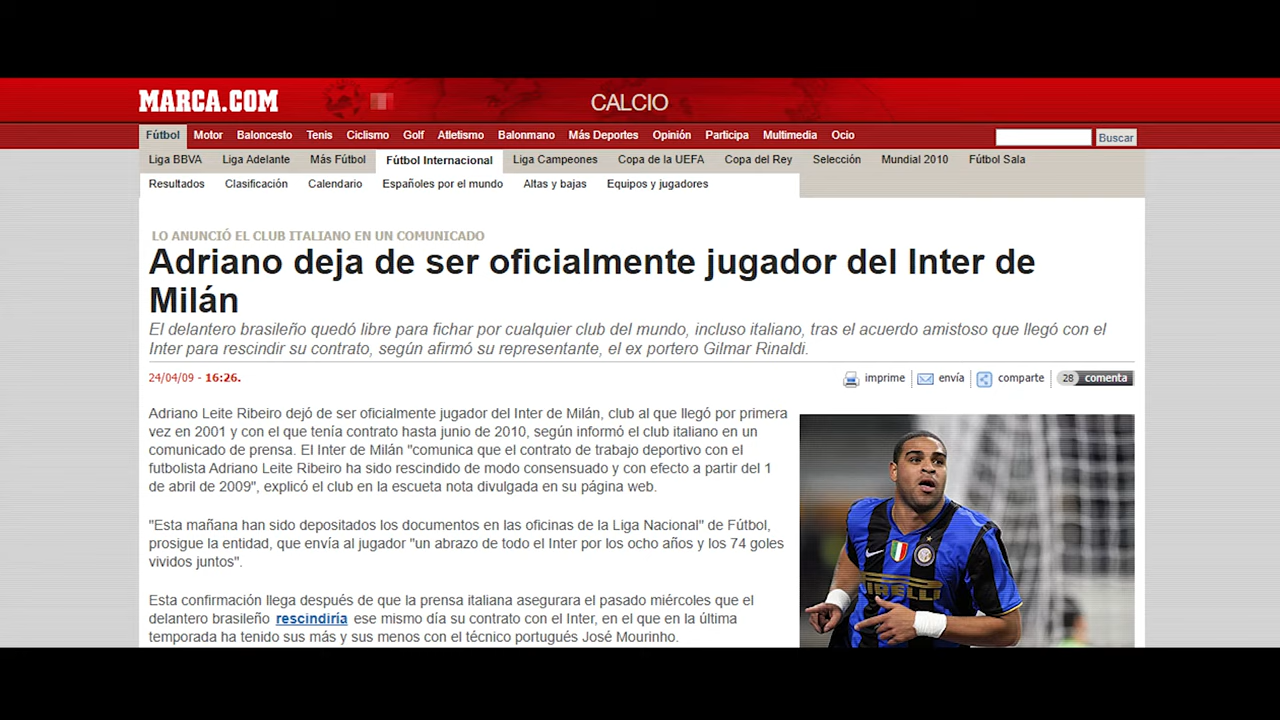 MARCA.COM
CALCIO
Fútbol Motor Baloncesto Tenis Ciclismo Golf Atletismo Balonmano Más Deportes Opinión Participa Multimedia Ocio Buscar
Liga BBVA Liga Adelante Más Fútbol Fútbol Internacional Liga Campeones Copa de la UEFA Copa del Rey Selección Mundial 2010 Fútbol Sala
Resultados Clasificación Calendario Españoles por el mundo Altas y bajas Equipos y jugadores
LO ANUNCIÓ EL CLUB ITALIANO EN UN COMUNICADO
Adriano deja de ser oficialmente jugador del Inter de
Milán
El delantero brasileño quedó libre para fichar por cualquier club del mundo, incluso italiano, tras el acuerdo amistoso que llegó con el
Inter para rescindir su contrato, según afirmó su representante, el ex portero Gilmar Rinaldi.
24/04/09 - 16:26.
imprime envía comparte 28 comenta
Adriano Leite Ribeiro dejó de ser oficialmente jugador del Inter de Milán, club al que llegó por primera
vez en 2001 y con el que tenía contrato hasta junio de 2010, según informó el club italiano en un
comunicado de prensa. El Inter de Milán "comunica que el contrato de trabajo deportivo con el
futbolista Adriano Leite Ribeiro ha sido rescindido de modo consensuado y con efecto a partir del 1
de abril de 2009", explicó el club en la escueta nota divulgada en su página web.
"Esta mañana han sido depositados los documentos en las oficinas de la Liga Nacional" de Fútbol,
prosigue la entidad, que envía al jugador "un abrazo de todo el Inter por los ocho años y los 74 goles
vividos juntos".
Esta confirmación llega después de que la prensa italiana asegurara el pasado miércoles que el
delantero brasileño rescindiría ese mismo día su contrato con el Inter, en el que en la última
temporada ha tenido sus más y sus menos con el técnico portugués José Mourinho.
PIRELLI